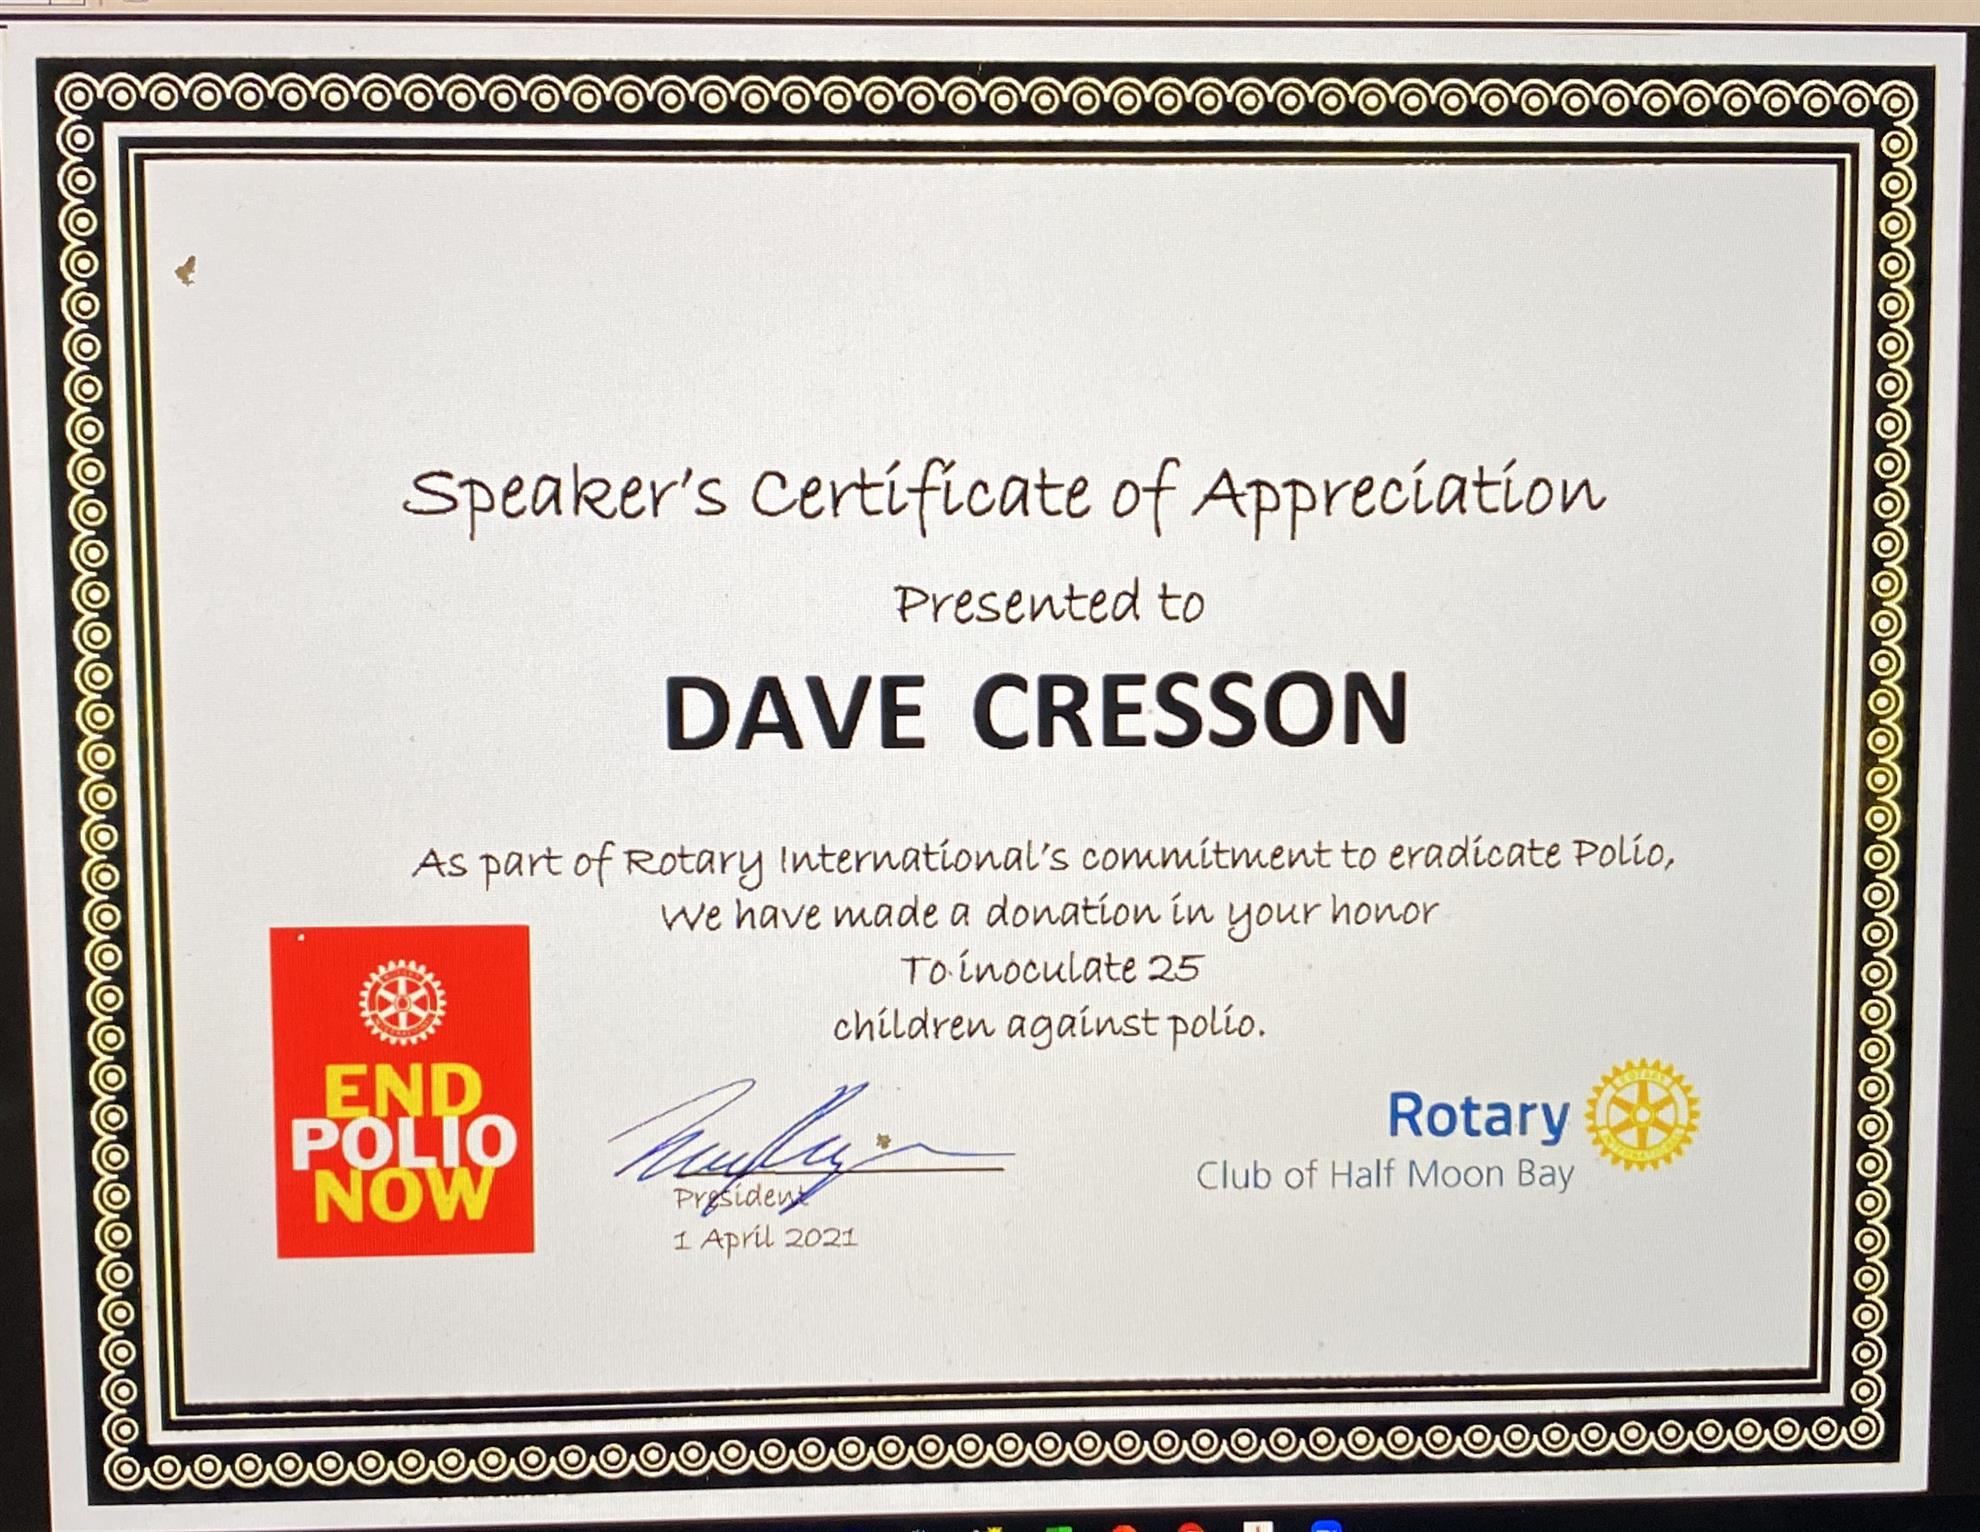 Speaker's Certificate of Appreciation
Presented to
DAVE CRESSON
As part of Rotary International's commitment to eradicate Polio,
We have made a donation in your honor
To inoculate 25
children against polio.
END
POLIO
NOW
President
1 April 2021
Rotary
Club of Half Moon Bay